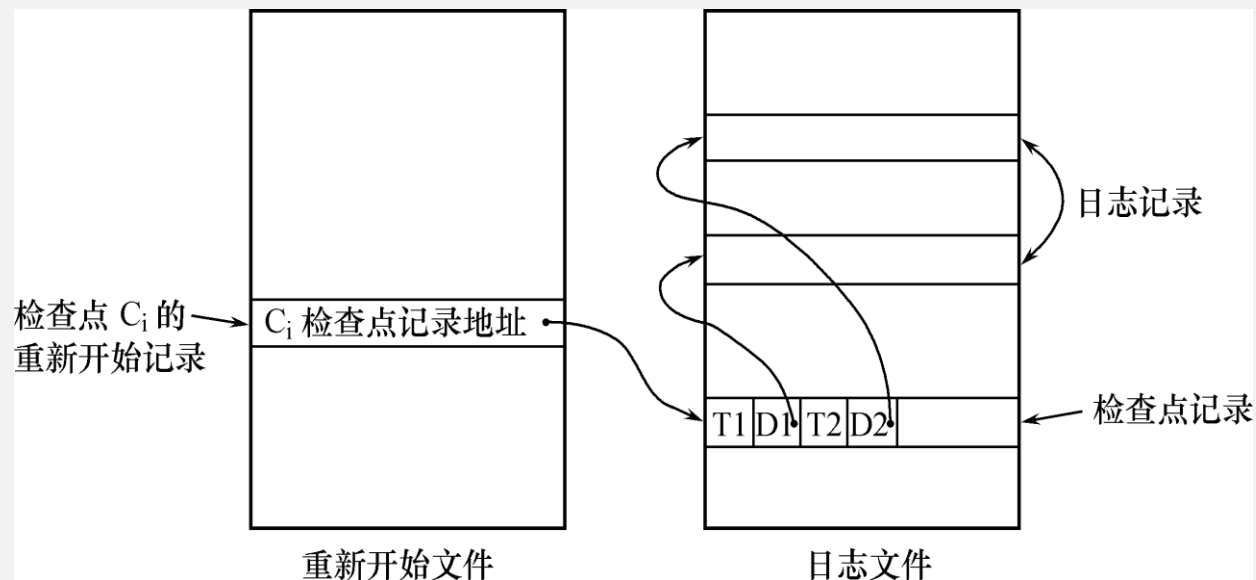 日志记录
检查点 Ci 的
重新开始记录
Ci 检查点记录地址
T1 D1 T2 D2
检查点记录
重新开始文件
日志文件